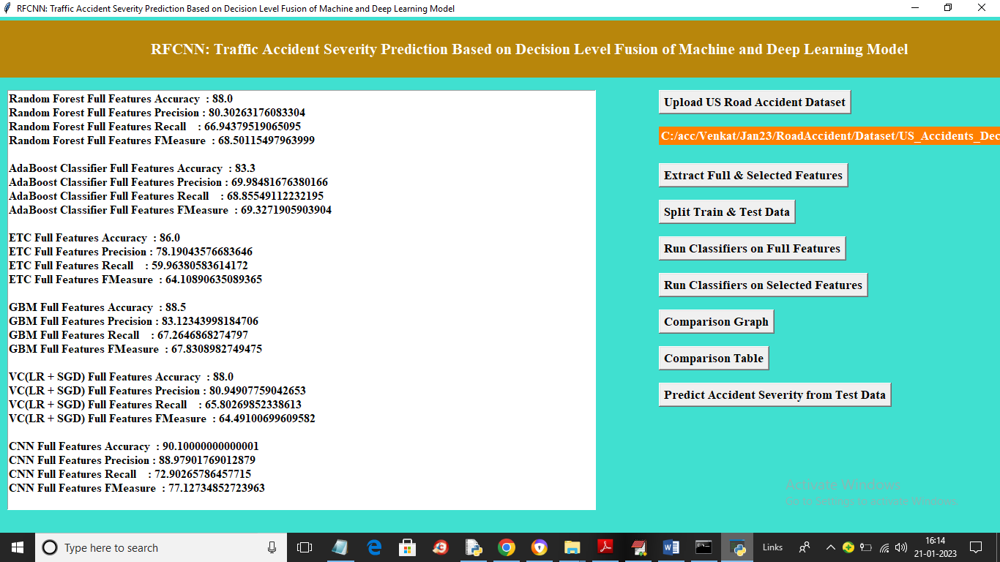 RFCNN: Traffic Accident Severity Prediction Based on Decision Level Fusion of Machine and Deep Learning Model
RFCNN: Traffic Accident Severity Prediction Based on Decision Level Fusion of Machine and Deep Learning Model
Random Forest Full Features Accuracy : 88.0
Random Forest Full Features Precision : 80.30263176083304
Random Forest Full Features Recall : 66.94379519065095
Random Forest Full Features FMeasure : 68.50115497963999
AdaBoost Classifier Full Features Accuracy : 83.3
AdaBoost Classifier Full Features Precision : 69.98481676380166
AdaBoost Classifier Full Features Recall : 68.85549112232195
AdaBoost Classifier Full Features FMeasure : 69.3271905903904
ETC Full Features Accuracy : 86.0
ETC Full Features Precision : 78.19043576683646
ETC Full Features Recall : 59.96380583614172
ETC Full Features FMeasure : 64.10890635089365
GBM Full Features Accuracy : 88.5
GBM Full Features Precision : 83.12343998184706
GBM Full Features Recall : 67.2646868274797
GBM Full Features FMeasure : 67.8308982749475
VC(LR + SGD) Full Features Accuracy : 88.0
VC(LR + SGD) Full Features Precision : 80.94907759042653
VC(LR + SGD) Full Features Recall : 65.80269852338613
VC(LR + SGD) Full Features FMeasure : 64.49100699609582
CNN Full Features Accuracy : 90.10000000000001
CNN Full Features Precision : 88.97901769012879
CNN Full Features Recall : 72.90265786457715
CNN Full Features FMeasure : 77.12734852723963
Upload US Road Accident Dataset
C:/acc/Venkat/Jan23/RoadAccident/Dataset/US_Accidents_Dec
Extract Full & Selected Features
Split Train & Test Data
Run Classifiers on Full Features
Run Classifiers on Selected Features
Comparison Graph
Comparison Table
Predict Accident Severity from Test Data
Activate Windows
Go to Settings to activate Windows.
Type here to search
Links
16:14
21-01-2023